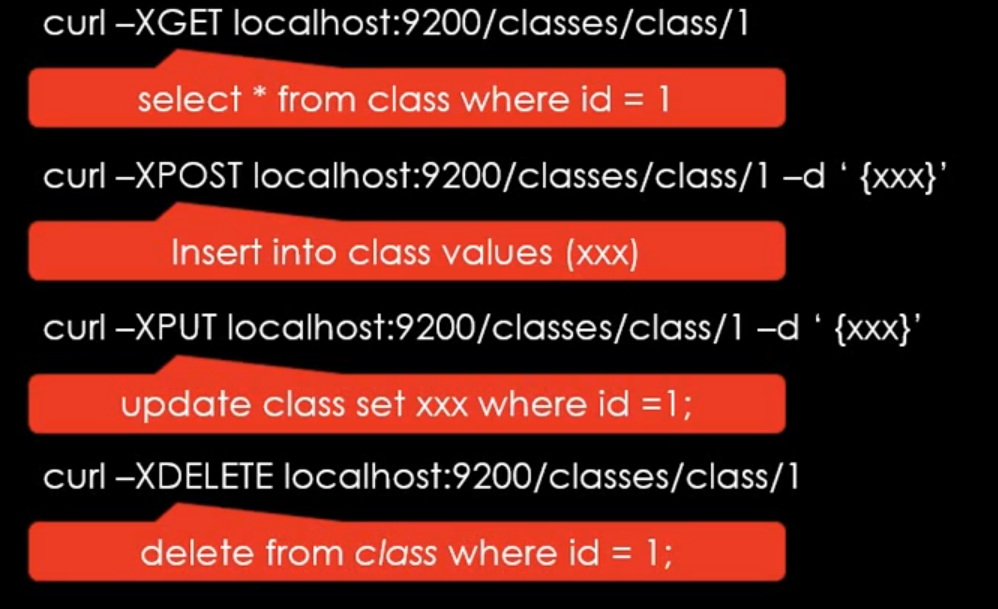 curl –XGET localhost:9200/classes/class/1
select * from class where id = 1
curl –XPOST localhost:9200/classes/class/1 –d ‘ {xxx}’
Insert into class values (xxx)
curl –XPUT localhost:9200/classes/class/1 –d ‘ {xxx}’
update class set xxx where id =1;
curl –XDELETE localhost:9200/classes/class/1
delete from class where id = 1;